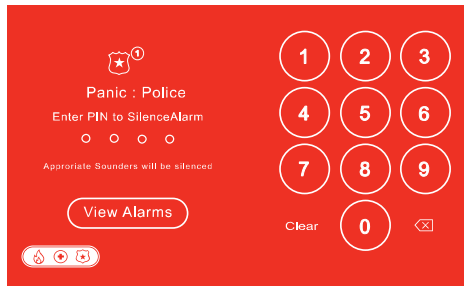 1
Panic : Police
Enter PIN to SilenceAlarm
Approriate Sounders will be silenced
View Alarms
1 2 3
4 5 6
7 8 9
Clear 0